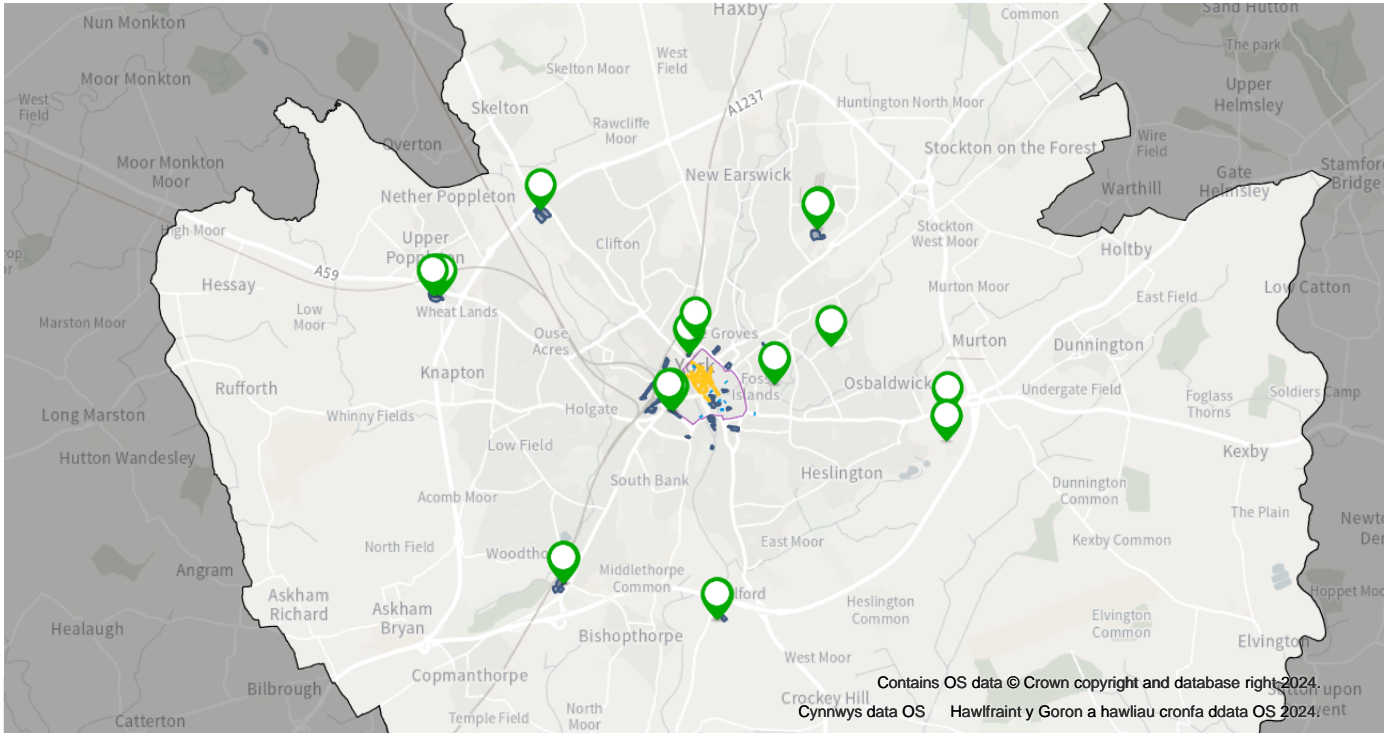 Haxby
Common
Sand Hutton
Nun Monkton
The park
West
Field
Skelton Moor
Moor Monkton
Upper
Helmsley
West
Field
Skelton
A1237
Huntington North Moor
Rawcliffe
Moor
Wire
Field
Overton
Stockton on the Forest
Moor Monkton
Moor
New Earswick
Gate
Helmsley
Stamford
Bridge
Warthill
Nether Poppleton
High Moor
Upper
Clifton
Stockton
West Moor
Holtby
A59
Hessay
Murton Moor
Low Catton
East Field
Low
Moor
Wheat Lands
Marston Moor
Ouse
Acres
Groves
Murton
Dunnington
York
Knapton
Foss
Islands
Osbaldwick
Rufforth
Undergate Field
Soldiers Camp
Foglass
Thorns
Long Marston
Whinny Fields
Holgate
Low Field
Kexby
Hutton Wandesley
South Bank
Heslington
Dunnington
Common
Acomb Moor
The Plain
North Field
East Moor
Kexby Common
Angram
Middlethorpe
Common
Askham
Richard
Askham
Bryan
Heslington
Common
Elvington
Common
Healaugh
Bishopthorpe
Elvington
West Moor
Copmanthorpe
Bilbrough
Crockey Hill
Contains OS data © Crown copyright and database right 2024.
Temple Field
North
Moor
Cynnwys data OS Hawlfraint y Goron a hawliau cronfa ddata OS 2024.
Catterton